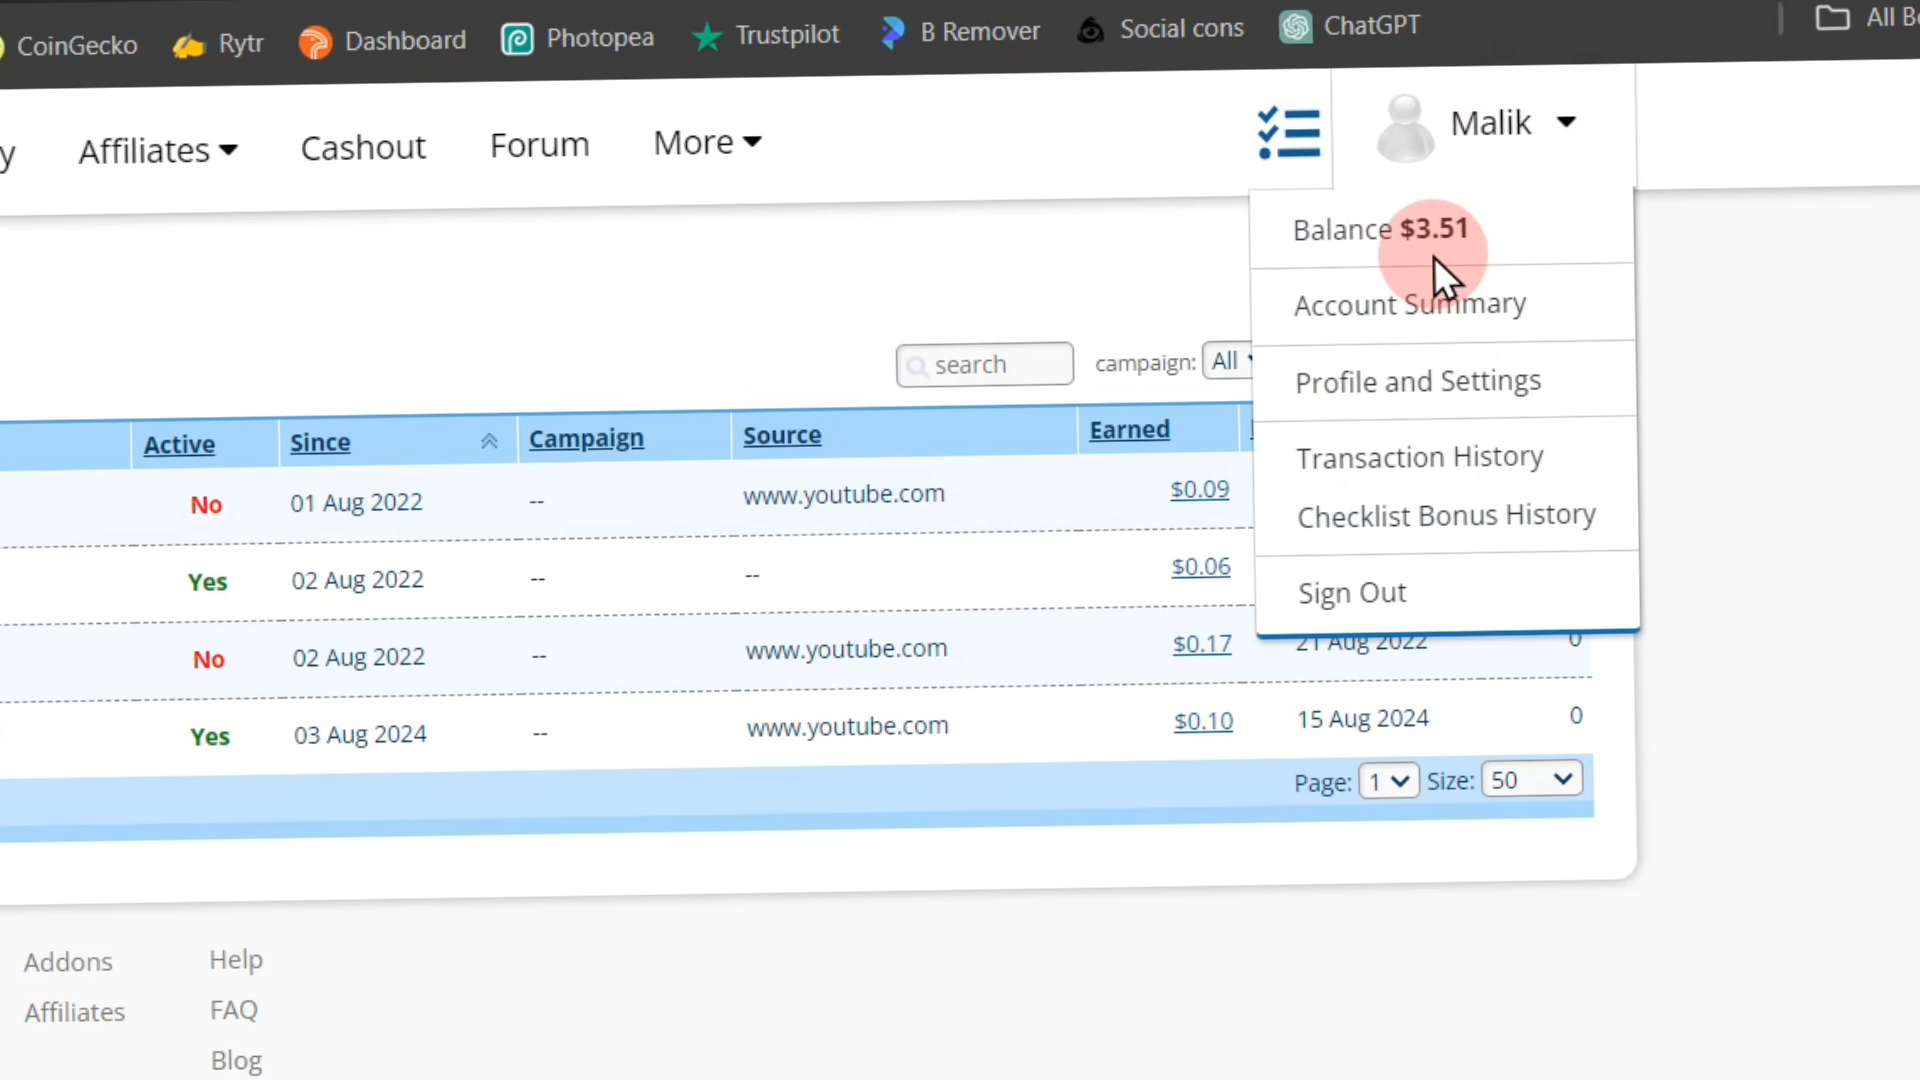 CoinGecko Rytr Dashboard Photopea Trustpilot B Remover Social cons ChatGPT All
y Affiliates Cashout Forum More Malik
Balance $3.51
Account Summary
Profile and Settings
Transaction History
Checklist Bonus History
Sign Out
search campaign: All
Active Since Campaign Source Earned
No 01 Aug 2022 -- www.youtube.com $0.09
Yes 02 Aug 2022 -- -- $0.06
No 02 Aug 2022 -- www.youtube.com $0.17 21 Aug 2022 0
Yes 03 Aug 2024 -- www.youtube.com $0.10 15 Aug 2024 0
Page: 1 Size: 50
Addons Help
Affiliates FAQ
Blog